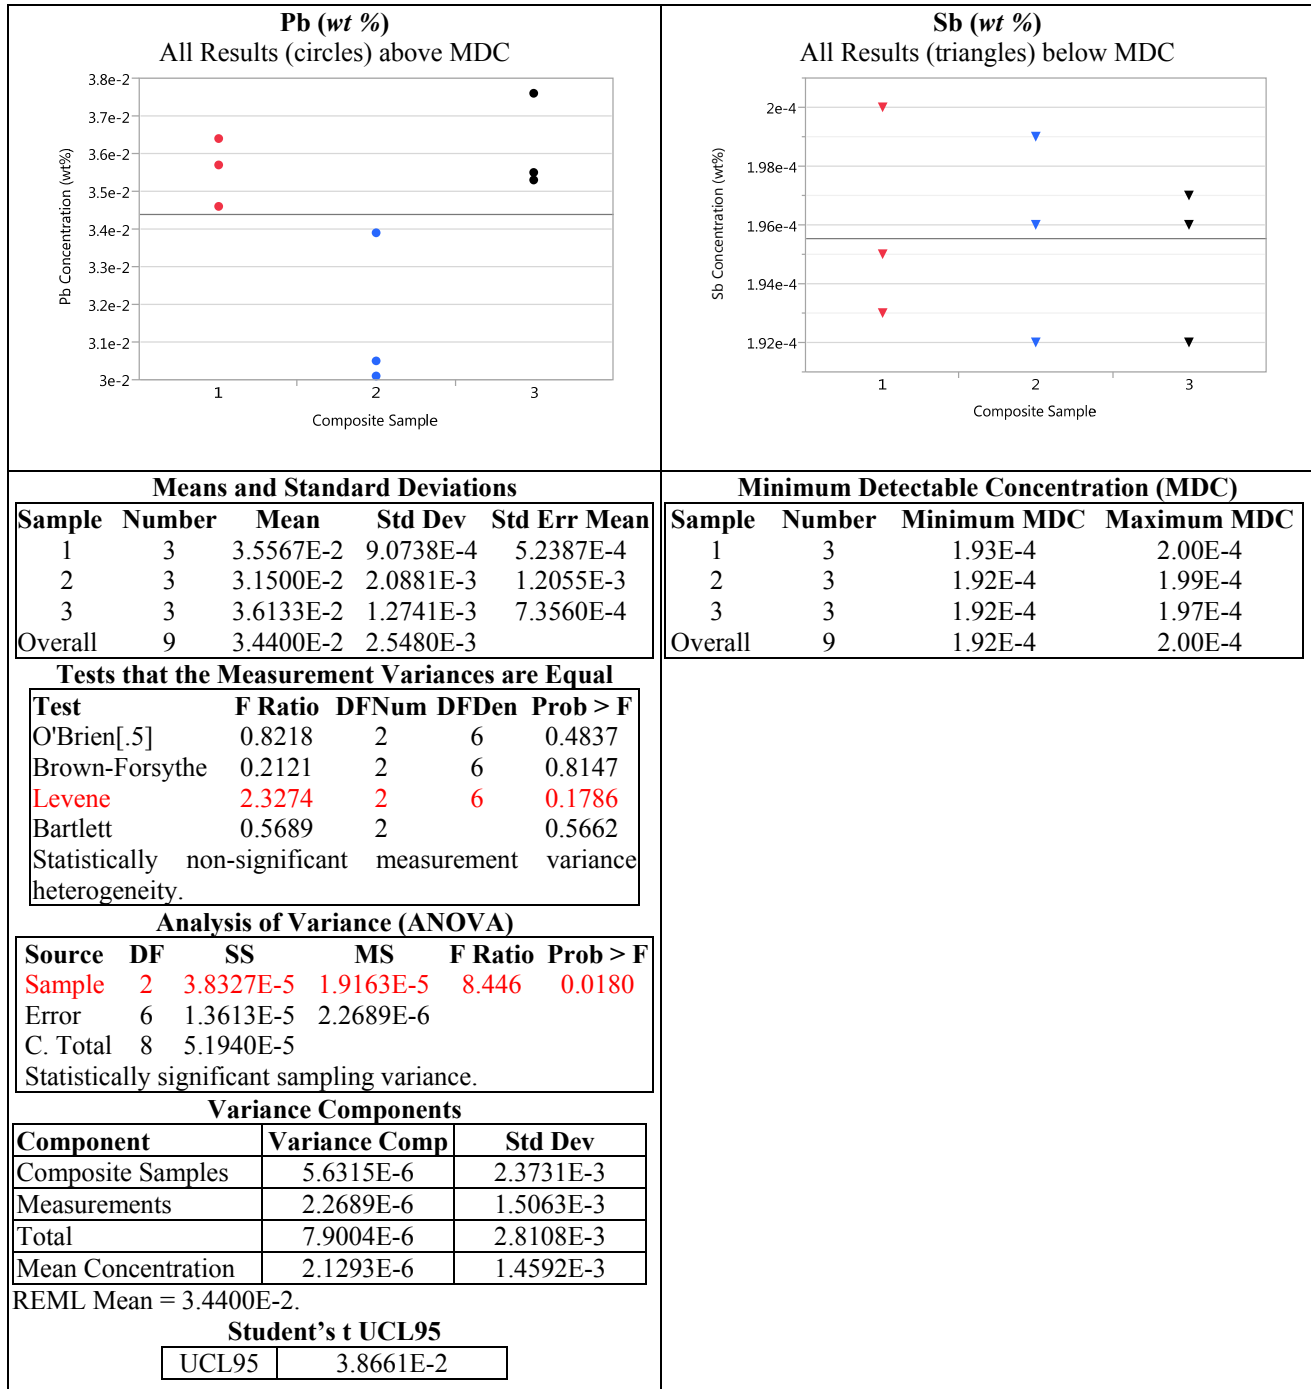 Pb (wt %)
All Results (circles) above MDC
3.8e-2
3.7e-2
3.6e-2
3.5e-2
3.4e-2
3.3e-2
3.2e-2
3.1e-2
3e-2
Pb Concentration (wt%)
1 2 3
Composite Sample
Sb (wt %)
All Results (triangles) below MDC
2e-4
1.98e-4
1.96e-4
1.94e-4
1.92e-4
Sb Concentration (wt%)
1 2 3
Composite Sample
Means and Standard Deviations
Sample Number Mean Std Dev Std Err Mean
1 3 3.5567E-2 9.0738E-4 5.2387E-4
2 3 3.1500E-2 2.0881E-3 1.2055E-3
3 3 3.6133E-2 1.2741E-3 7.3560E-4
Overall 9 3.4400E-2 2.5480E-3
Tests that the Measurement Variances are Equal
Test F Ratio DFNum DFDen Prob > F
O'Brien[.5] 0.8218 2 6 0.4837
Brown-Forsythe 0.2121 2 6 0.8147
Levene 2.3274 2 6 0.1786
Bartlett 0.5689 2 0.5662
Statistically non-significant measurement variance
heterogeneity.
Analysis of Variance (ANOVA)
Source DF SS MS F Ratio Prob > F
Sample 2 3.8327E-5 1.9163E-5 8.446 0.0180
Error 6 1.3613E-5 2.2689E-6
C. Total 8 5.1940E-5
Statistically significant sampling variance.
Variance Components
Component Variance Comp Std Dev
Composite Samples 5.6315E-6 2.3731E-3
Measurements 2.2689E-6 1.5063E-3
Total 7.9004E-6 2.8108E-3
Mean Concentration 2.1293E-6 1.4592E-3
REML Mean = 3.4400E-2.
Student’s t UCL95
UCL95 3.8661E-2
Minimum Detectable Concentration (MDC)
Sample Number Minimum MDC Maximum MDC
1 3 1.93E-4 2.00E-4
2 3 1.92E-4 1.99E-4
3 3 1.92E-4 1.97E-4
Overall 9 1.92E-4 2.00E-4